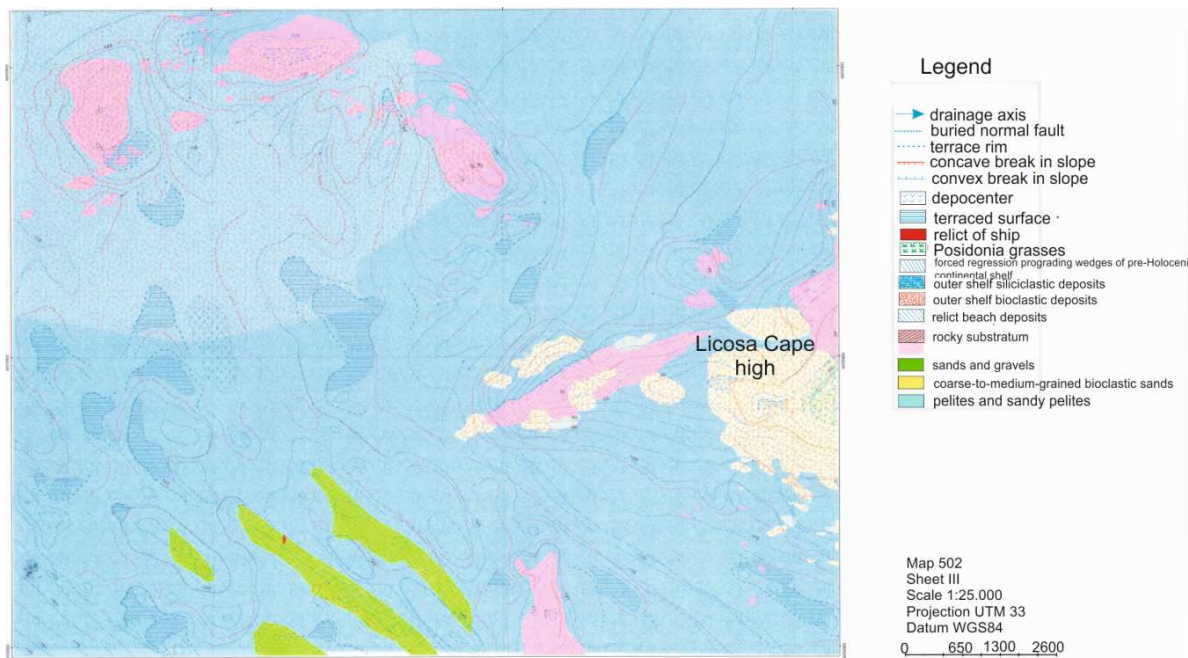 Licosa Cape
high
Legend
drainage axis
buried normal fault
terrace rim
concave break in slope
convex break in slope
depocenter
terraced surface
relict of ship
Posidonia grasses
forced regression prograding wedges of pre-Holoceni
continental shelf
outer shelf siliciclastic deposits
outer shelf bioclastic deposits
relict beach deposits
rocky substratum
sands and gravels
coarse-to-medium-grained bioclastic sands
pelites and sandy pelites
Map 502
Sheet III
Scale 1:25.000
Projection UTM 33
Datum WGS84
0 650 1300 2600